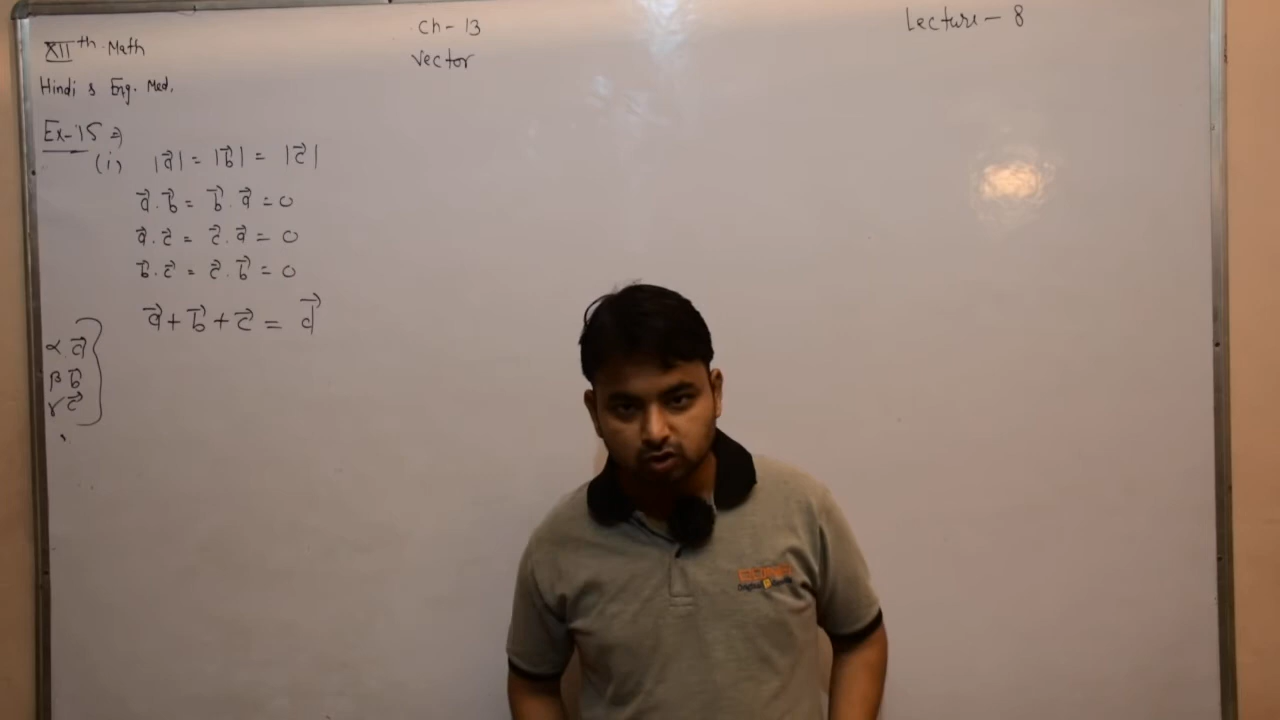 XIIth Math
Hindi & Eng. Med.
Ch-13
Vector
Lecture-8
Ex-15 ⇒
(i) |a⃗| = |b⃗| = |c⃗|
a⃗.b⃗ = b⃗.a⃗ = 0
a⃗.c⃗ = c⃗.a⃗ = 0
b⃗.c⃗ = c⃗.b⃗ = 0
a⃗+b⃗+c⃗ = d⃗
α a⃗
β b⃗
γ c⃗